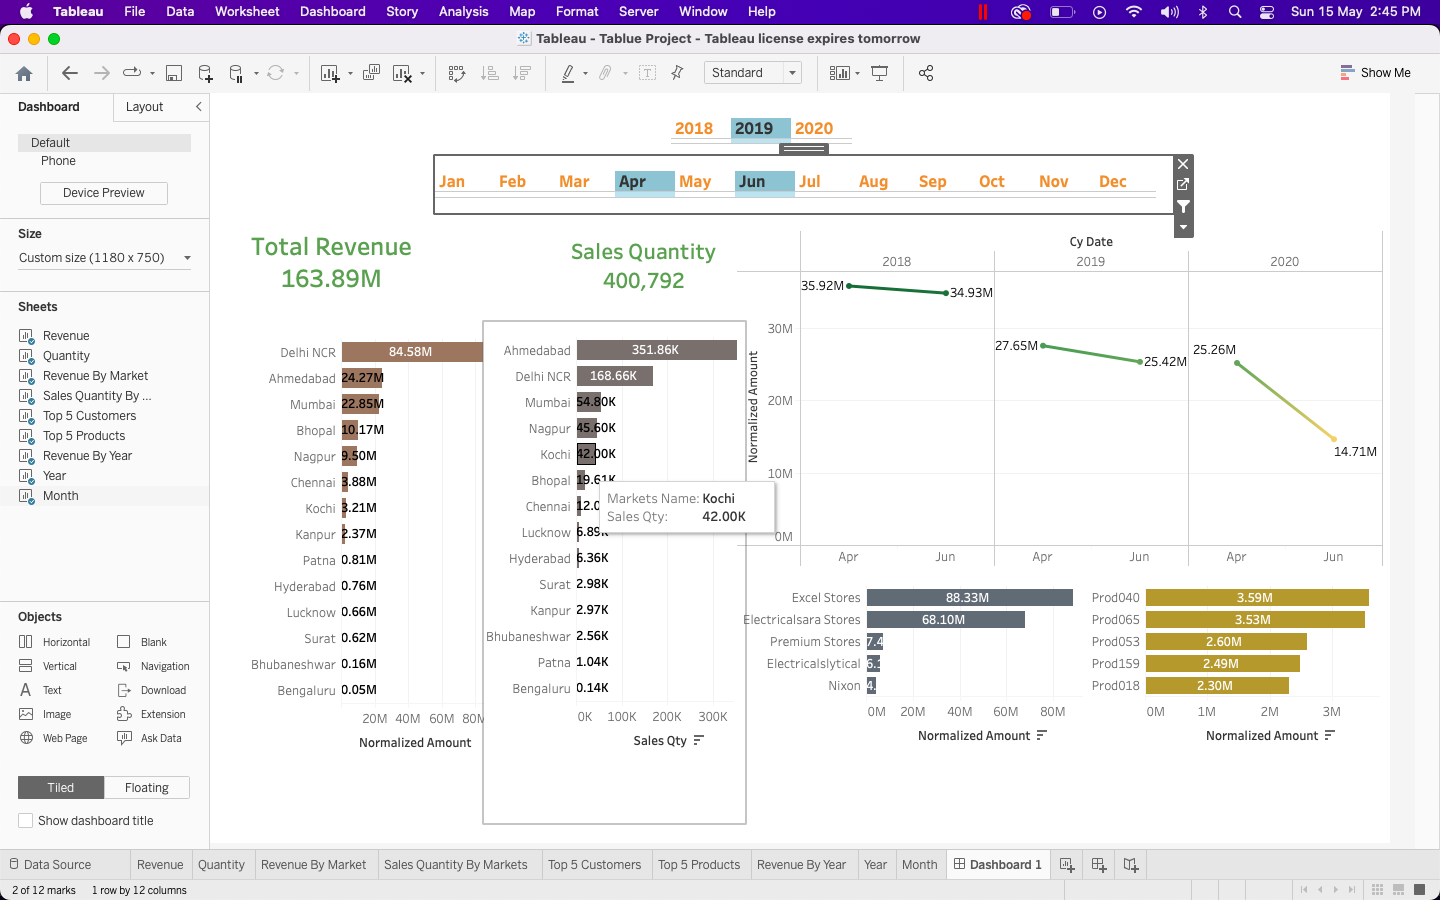 Tableau File Data Worksheet Dashboard Story Analysis Map Format Server Window Help Sun 15 May 2:45 PM
Tableau - Tablue Project - Tableau license expires tomorrow
Standard
Show Me
Dashboard
Layout
Default
Phone
Device Preview
Size
Custom size (1180 x 750)
Sheets
Revenue
Quantity
Revenue By Market
Sales Quantity By ...
Top 5 Customers
Top 5 Products
Revenue By Year
Year
Month
Objects
Horizontal Blank
Vertical Navigation
Text Download
Image Extension
Web Page Ask Data
Tiled Floating
Show dashboard title
2018 2019 2020
Jan Feb Mar Apr May Jun Jul Aug Sep Oct Nov Dec
Total Revenue
163.89M
Sales Quantity
400,792
Delhi NCR 84.58M
Ahmedabad 24.27M
Mumbai 22.85M
Bhopal 10.17M
Nagpur 9.50M
Chennai 3.88M
Kochi 3.21M
Kanpur 2.37M
Patna 0.81M
Hyderabad 0.76M
Lucknow 0.66M
Surat 0.62M
Bhubaneshwar 0.16M
Bengaluru 0.05M
20M 40M 60M 80M
Normalized Amount
Ahmedabad 351.86K
Delhi NCR 168.66K
Mumbai 54.80K
Nagpur 45.60K
Kochi 42.00K
Bhopal 19.61K
Chennai 12.0
Lucknow 6.89K
Hyderabad 6.36K
Surat 2.98K
Kanpur 2.97K
Bhubaneshwar 2.56K
Patna 1.04K
Bengaluru 0.14K
0K 100K 200K 300K
Sales Qty
Markets Name: Kochi
Sales Qty: 42.00K
Cy Date
2018 2019 2020
35.92M 34.93M
27.65M 25.42M
25.26M 14.71M
Normalized Amount
30M
20M
10M
0M
Apr Jun Apr Jun Apr Jun
Excel Stores 88.33M
Electricalsara Stores 68.10M
Premium Stores 7.4
Electricalslytical 6.1
Nixon 4.
0M 20M 40M 60M 80M
Normalized Amount
Prod040 3.59M
Prod065 3.53M
Prod053 2.60M
Prod159 2.49M
Prod018 2.30M
0M 1M 2M 3M
Normalized Amount
Data Source Revenue Quantity Revenue By Market Sales Quantity By Markets Top 5 Customers Top 5 Products Revenue By Year Year Month Dashboard 1
2 of 12 marks 1 row by 12 columns